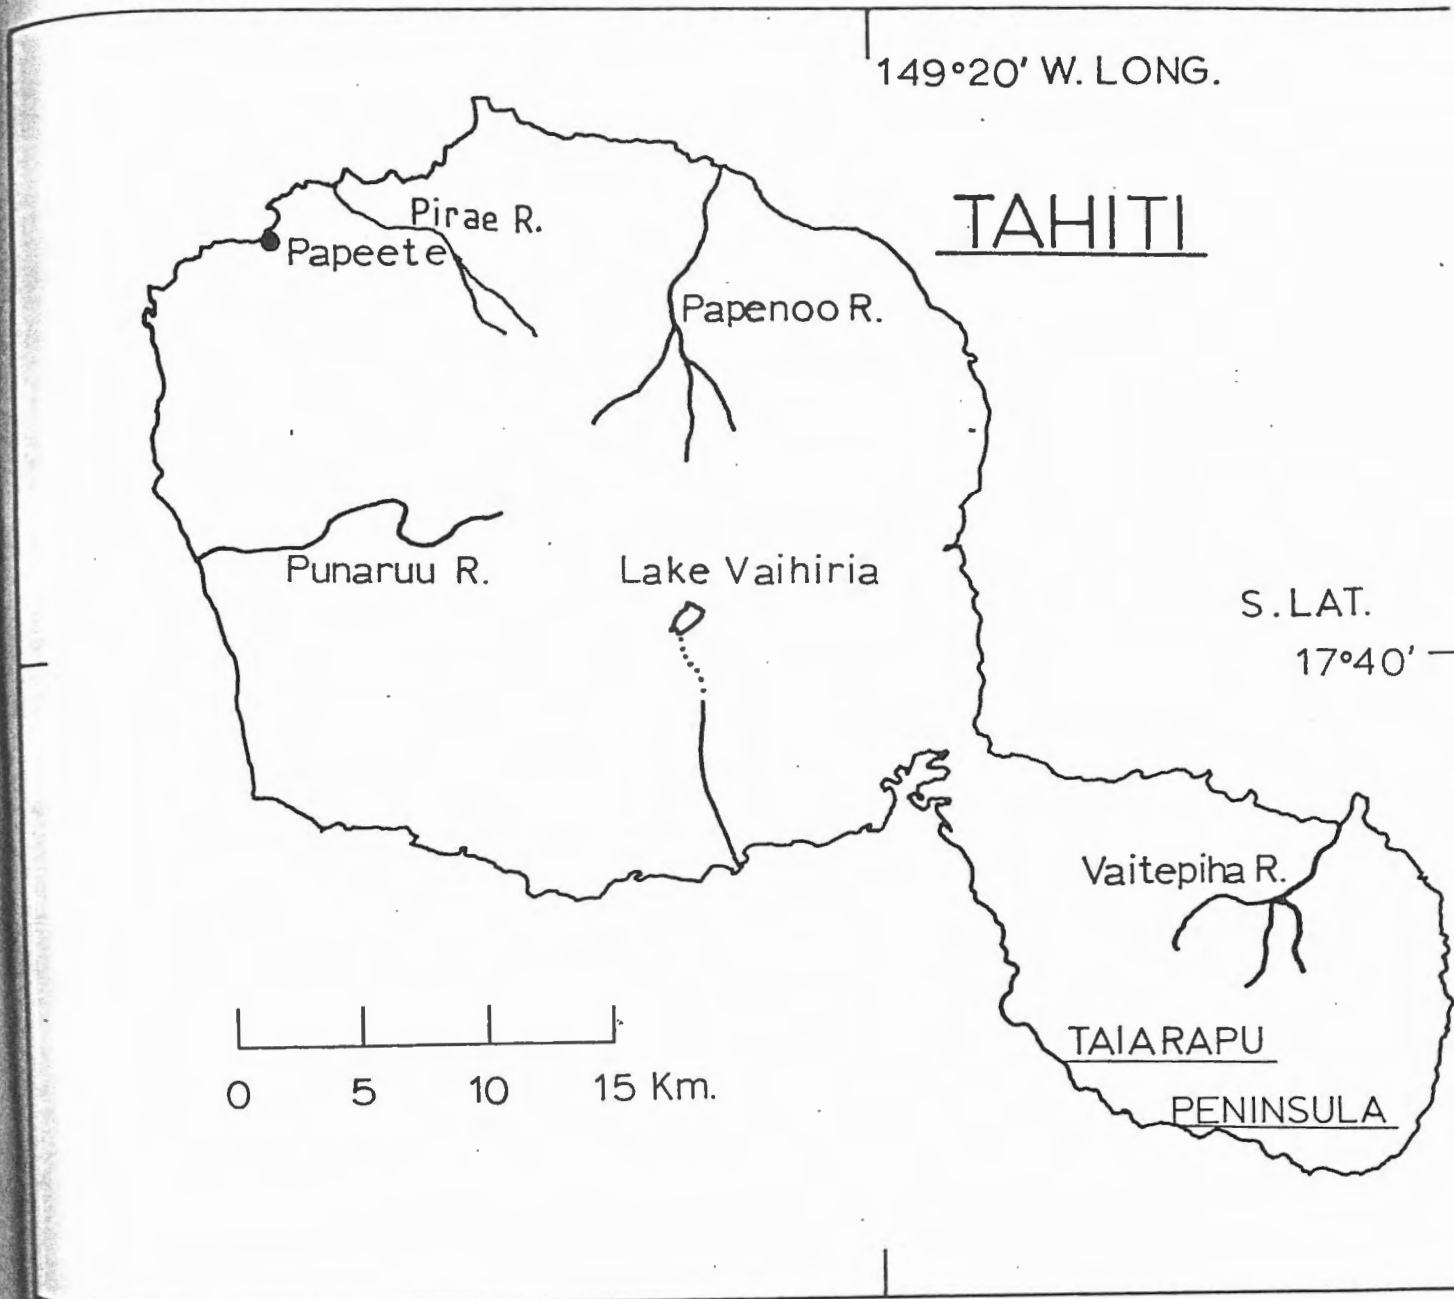 149°20' W. LONG.
TAHITI
Pirae R.
Papeete
Papenoo R.
Punaruu R.
Lake Vaihiria
S. LAT.
17°40'
Vaitepiha R.
TAIARAPU
PENINSULA
0 5 10 15 Km.